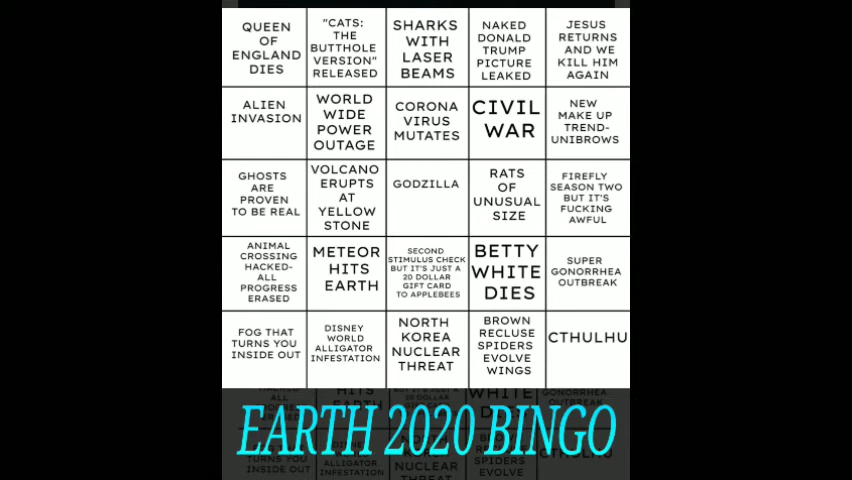 QUEEN
OF
ENGLAND
DIES
"CATS:
THE
BUTTHOLE
VERSION"
RELEASED
SHARKS
WITH
LASER
BEAMS
NAKED
DONALD
TRUMP
PICTURE
LEAKED
JESUS
RETURNS
AND WE
KILL HIM
AGAIN
ALIEN
INVASION
WORLD
WIDE
POWER
OUTAGE
CORONA
VIRUS
MUTATES
CIVIL
WAR
NEW
MAKE UP
TREND-
UNIBROWS
GHOSTS
ARE
PROVEN
TO BE REAL
VOLCANO
ERUPTS
AT
YELLOW
STONE
GODZILLA
RATS
OF
UNUSUAL
SIZE
FIREFLY
SEASON TWO
BUT IT'S
FUCKING
AWFUL
ANIMAL
CROSSING
HACKED-
ALL
PROGRESS
ERASED
METEOR
HITS
EARTH
SECOND
STIMULUS CHECK
BUT IT'S JUST A
20 DOLLAR
GIFT CARD
TO APPLEBEES
BETTY
WHITE
DIES
SUPER
GONORRHEA
OUTBREAK
FOG THAT
TURNS YOU
INSIDE OUT
DISNEY
WORLD
ALLIGATOR
INFESTATION
NORTH
KOREA
NUCLEAR
THREAT
BROWN
RECLUSE
SPIDERS
EVOLVE
WINGS
CTHULHU
EARTH 2020 BINGO